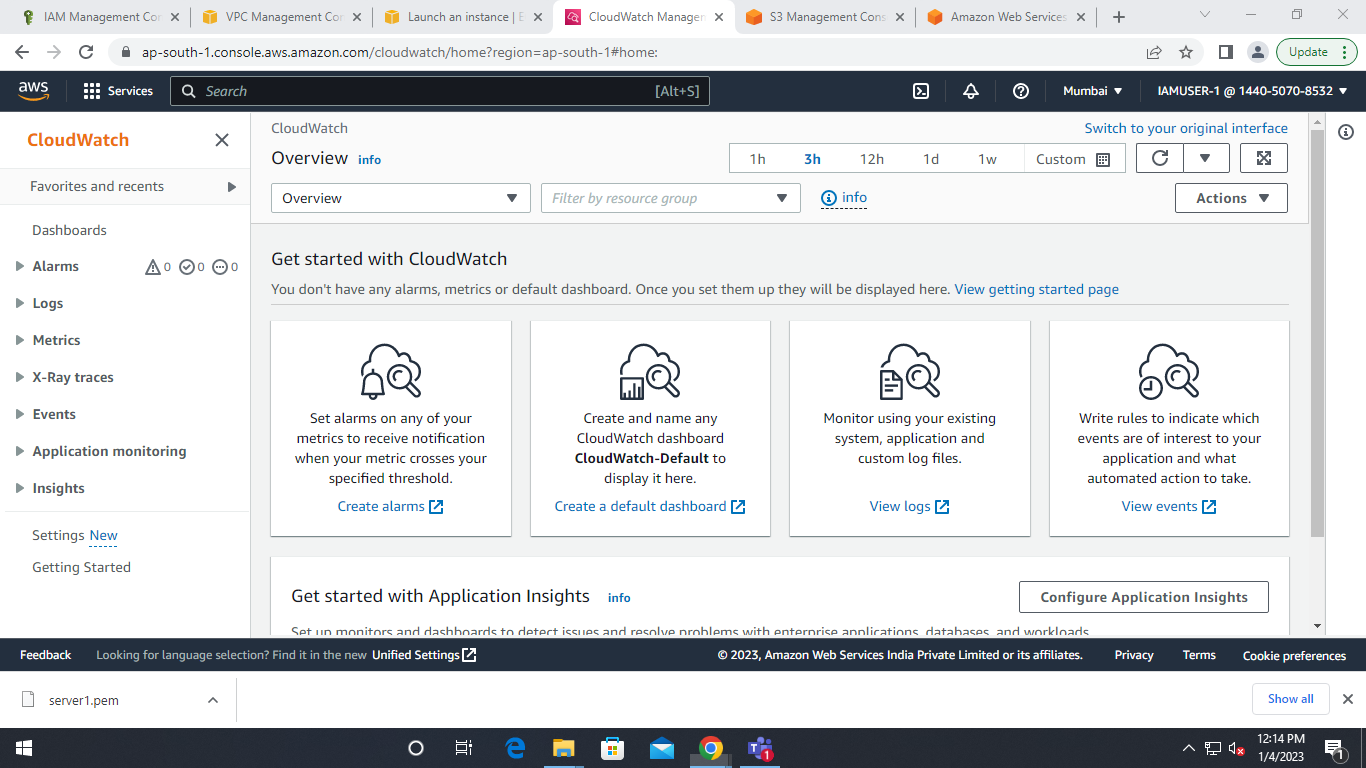 IAM Management Cor
VPC Management Con
Launch an instance | E
CloudWatch Managem
S3 Management Cons
Amazon Web Services
ap-south-1.console.aws.amazon.com/cloudwatch/home?region=ap-south-1#home:
Update
aws
Services
Search
[Alt+S]
Mumbai
IAMUSER-1 @ 1440-5070-8532
CloudWatch
Favorites and recents
Dashboards
Alarms
0
0
0
Logs
Metrics
X-Ray traces
Events
Application monitoring
Insights
Settings New
Getting Started
CloudWatch
Switch to your original interface
Overview info
1h 3h 12h 1d 1w Custom
Overview
Filter by resource group
info
Actions
Get started with CloudWatch
You don't have any alarms, metrics or default dashboard. Once you set them up they will be displayed here. View getting started page
Set alarms on any of your
metrics to receive notification
when your metric crosses your
specified threshold.
Create alarms
Create and name any
CloudWatch dashboard
CloudWatch-Default to
display it here.
Create a default dashboard
Monitor using your existing
system, application and
custom log files.
View logs
Write rules to indicate which
events are of interest to your
application and what
automated action to take.
View events
Get started with Application Insights info
Configure Application Insights
Set up monitors and dashboards to detect issues and resolve problems with enterprise applications, databases, and workloads
Feedback
Looking for language selection? Find it in the new Unified Settings
© 2023, Amazon Web Services India Private Limited or its affiliates.
Privacy
Terms
Cookie preferences
server1.pem
Show all
1
12:14 PM
1/4/2023
1